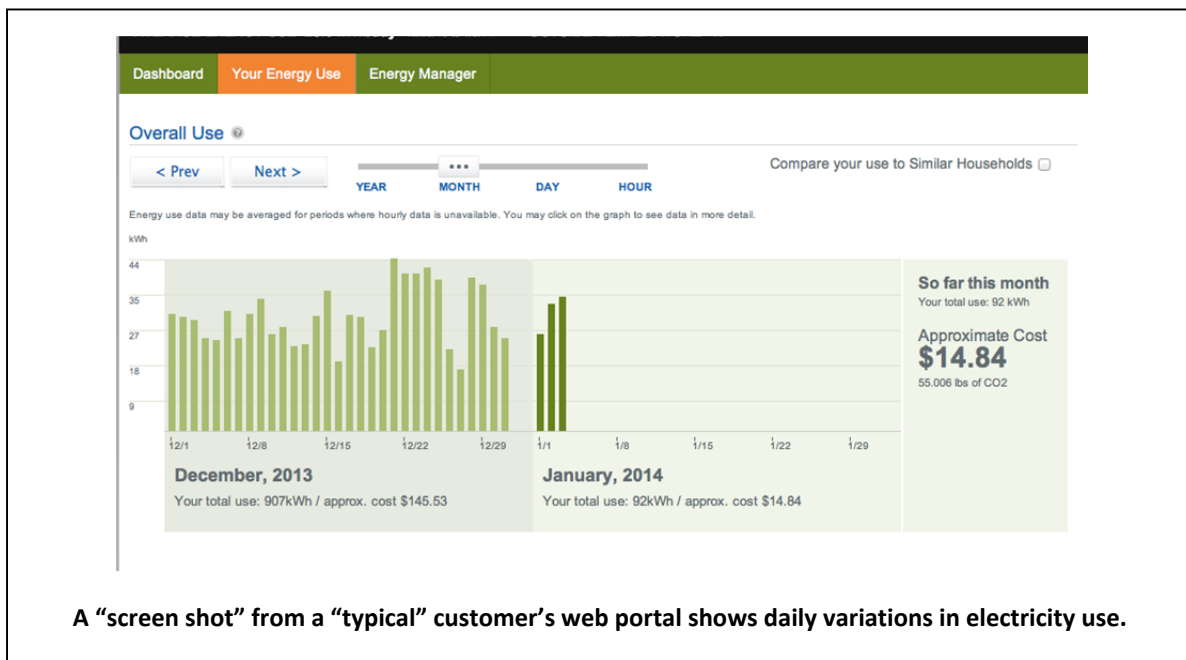 Dashboard Your Energy Use Energy Manager
Overall Use
< Prev Next >
Compare your use to Similar Households
YEAR MONTH DAY HOUR
Energy use data may be averaged for periods where hourly data is unavailable. You may click on the graph to see data in more detail.
kWh
44
35
27
18
9
12/1 12/8 12/15 12/22 12/29 1/1 1/8 1/15 1/22 1/29
December, 2013
Your total use: 907kWh / approx. cost $145.53
January, 2014
Your total use: 92kWh / approx. cost $14.84
So far this month
Your total use: 92 kWh
Approximate Cost
$14.84
55.006 lbs of CO2
A “screen shot” from a “typical” customer’s web portal shows daily variations in electricity use.